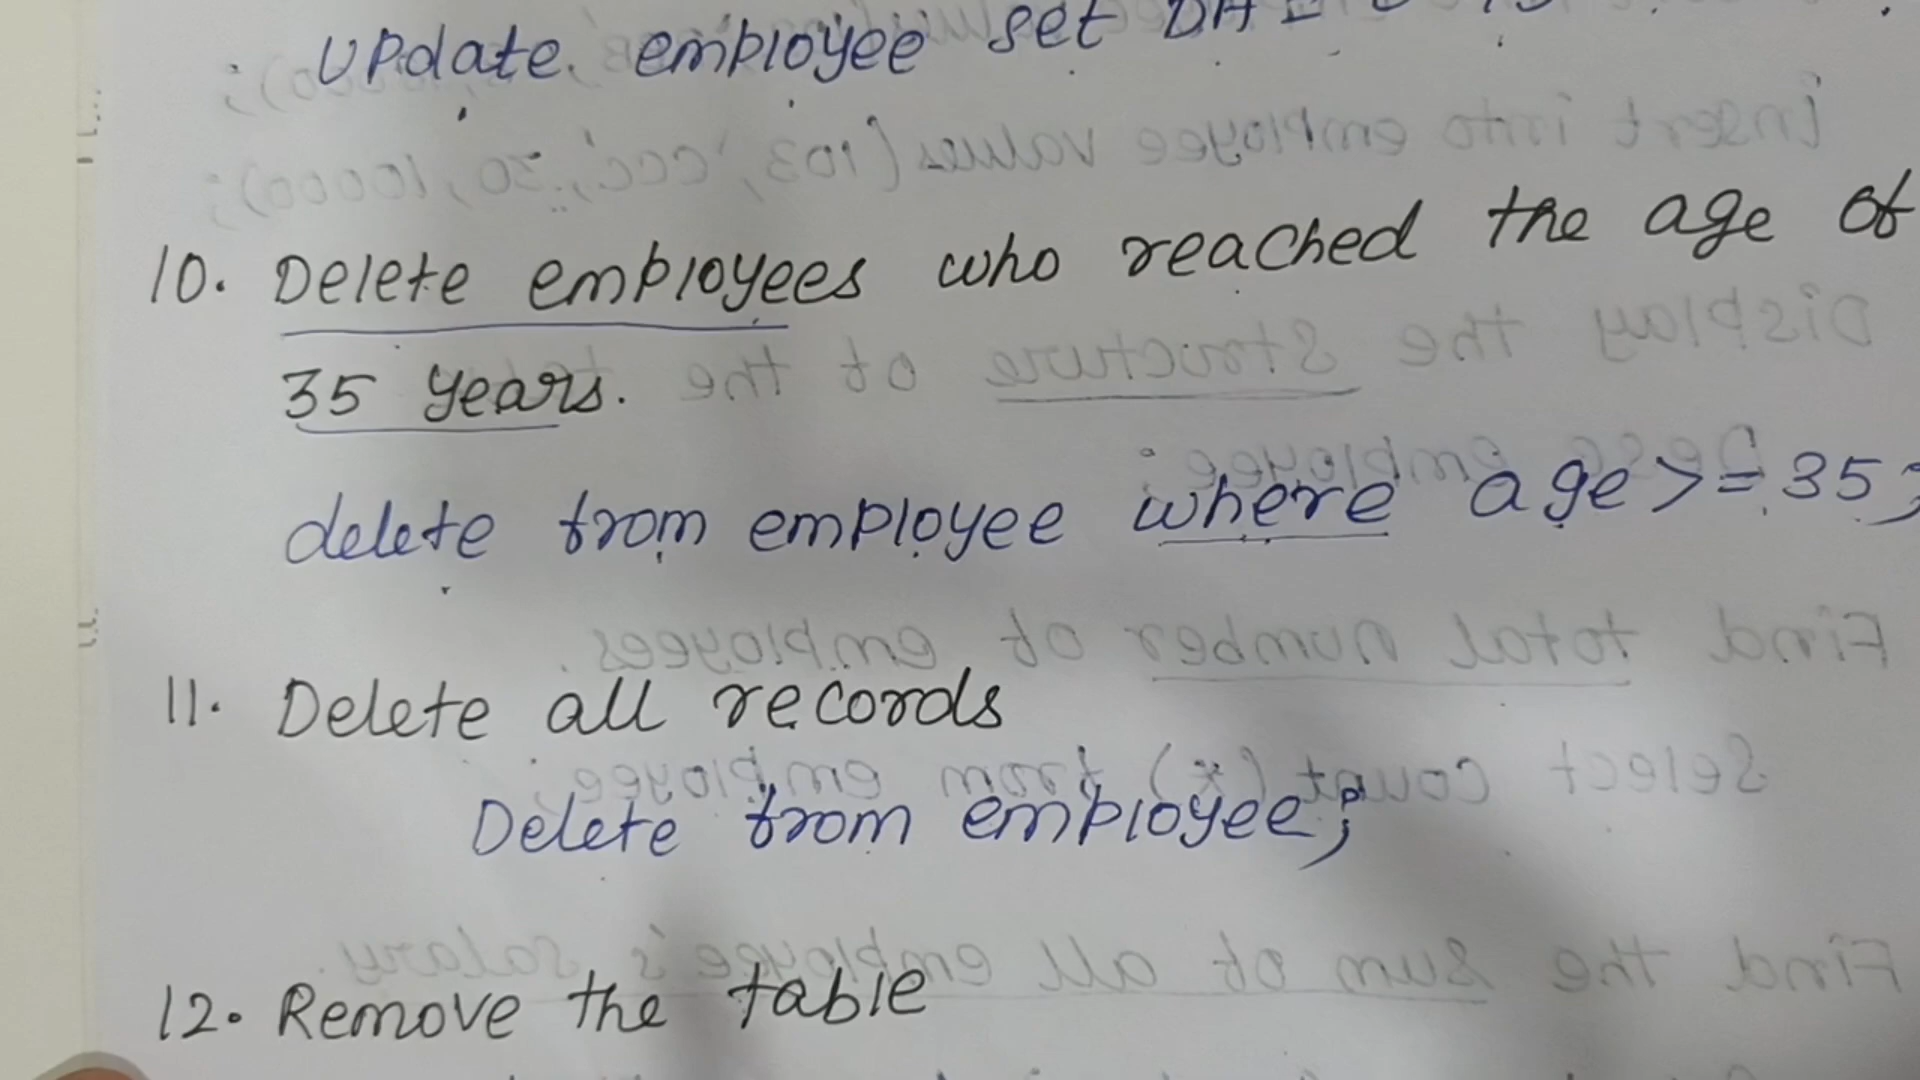 Update employee set DA =
10. Delete employees who reached the age of
35 years.
delete from employee where age >= 35;
11. Delete all records
Delete from employee;
12. Remove the table